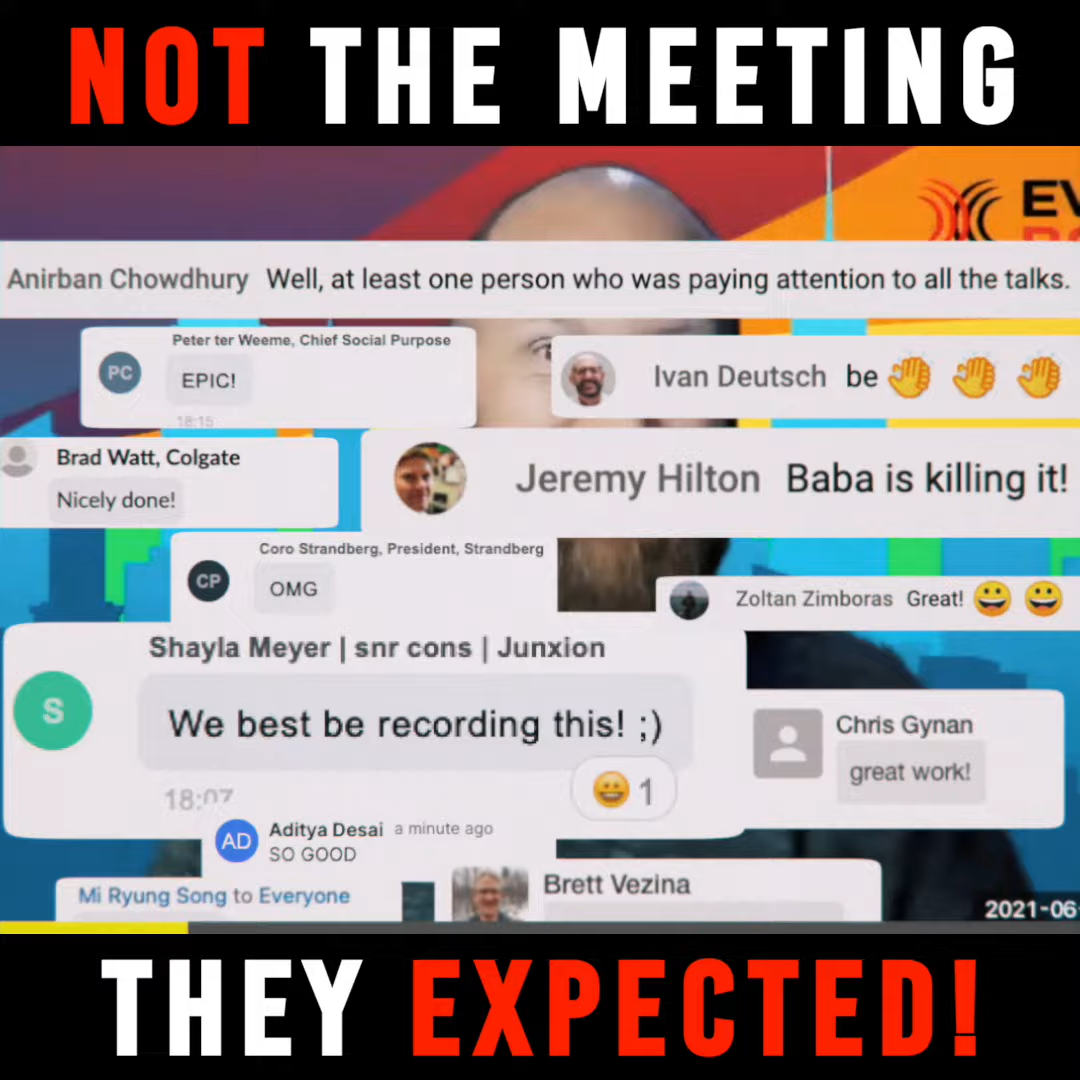 NOT THE MEETING
EV
Anirban Chowdhury Well, at least one person who was paying attention to all the talks.
Peter ter Weeme, Chief Social Purpose
PC
EPIC!
18:15
Ivan Deutsch be 👏 👏 👏
Brad Watt, Colgate
Nicely done!
Jeremy Hilton Baba is killing it!
Coro Strandberg, President, Strandberg
CP
OMG
Zoltan Zimboras Great! 😀 😀
Shayla Meyer | snr cons | Junxion
S
We best be recording this! ;)
18:07
😀 1
Chris Gynan
great work!
AD
Aditya Desai a minute ago
SO GOOD
Mi Ryung Song to Everyone
Brett Vezina
2021-06-
THEY EXPECTED!